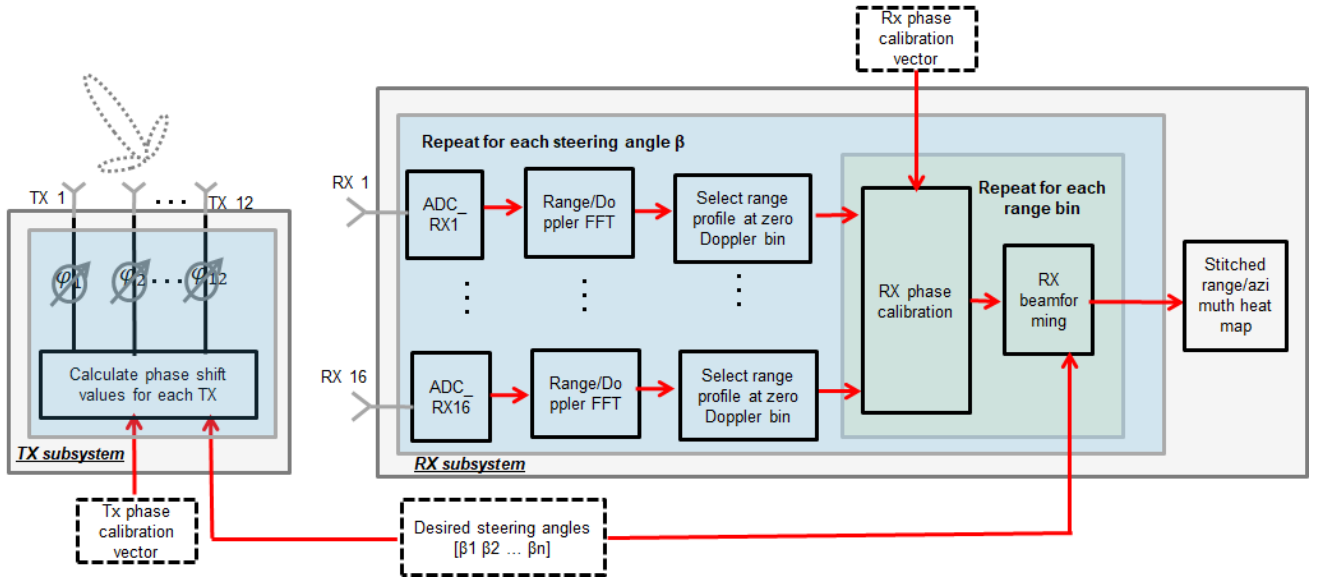 Rx phase
calibration
vector
Repeat for each steering angle β
TX 1
. . .
TX 12
φ1
φ2
...
φ12
Calculate phase shift
values for each TX
TX subsystem
RX 1
ADC_
RX1
Range/Do
ppler FFT
Select range
profile at zero
Doppler bin
RX 16
ADC_
RX16
Range/Do
ppler FFT
Select range
profile at zero
Doppler bin
RX phase
calibration
Repeat for each
range bin
RX
beamfor
ming
Stitched
range/azi
muth heat
map
RX subsystem
Tx phase
calibration
vector
Desired steering angles
[β1 β2 … βn]